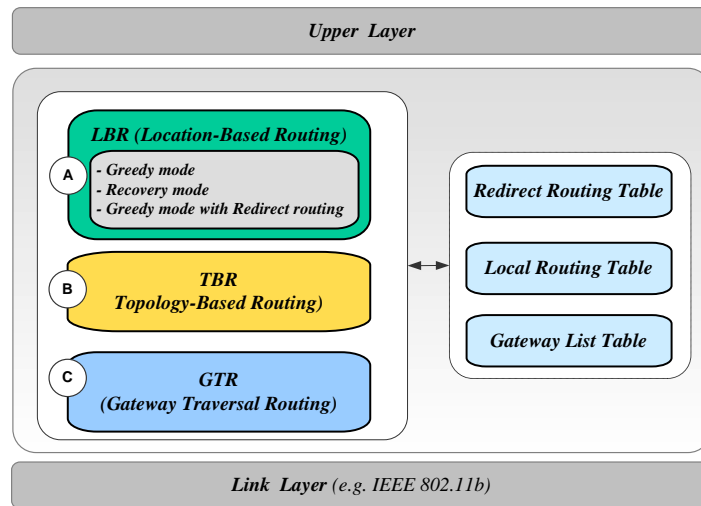 Upper Layer
LBR (Location-Based Routing)
A
- Greedy mode
- Recovery mode
- Greedy mode with Redirect routing
B
TBR
Topology-Based Routing)
C
GTR
(Gateway Traversal Routing)
Redirect Routing Table
Local Routing Table
Gateway List Table
Link Layer (e.g. IEEE 802.11b)